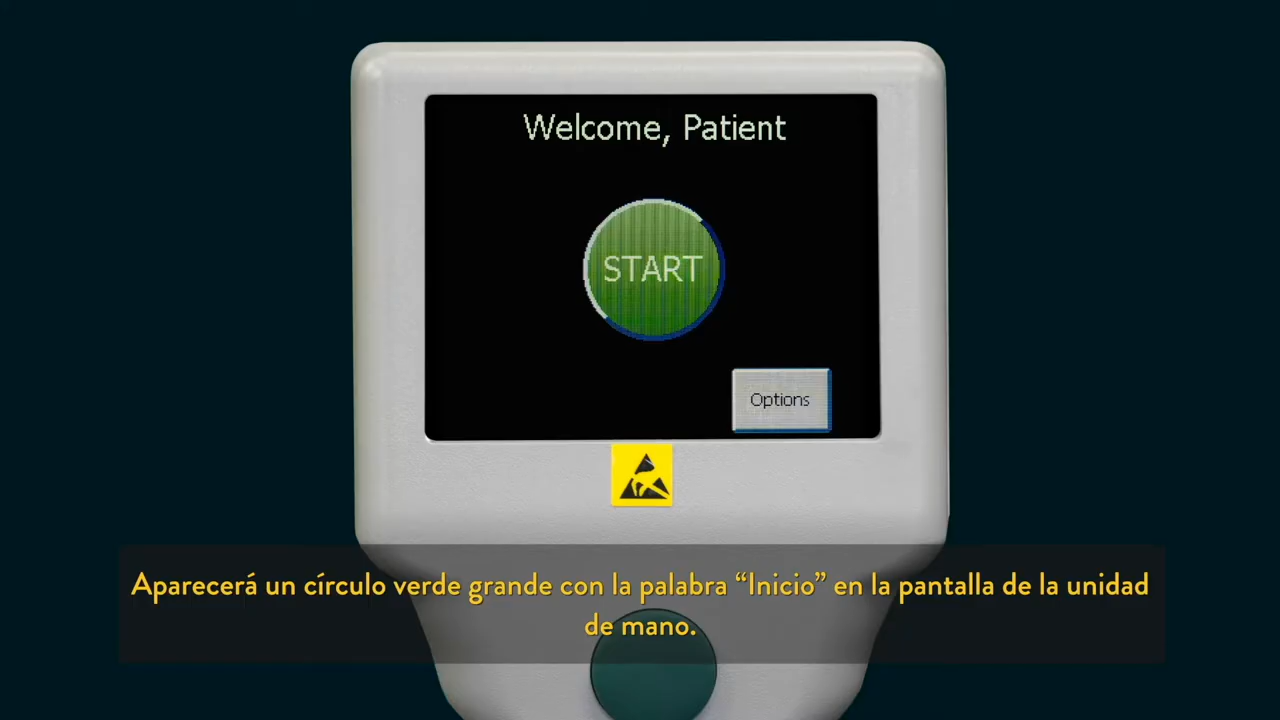 Welcome, Patient
START
Options
Aparecerá un círculo verde grande con la palabra “Inicio” en la pantalla de la unidad
de mano.